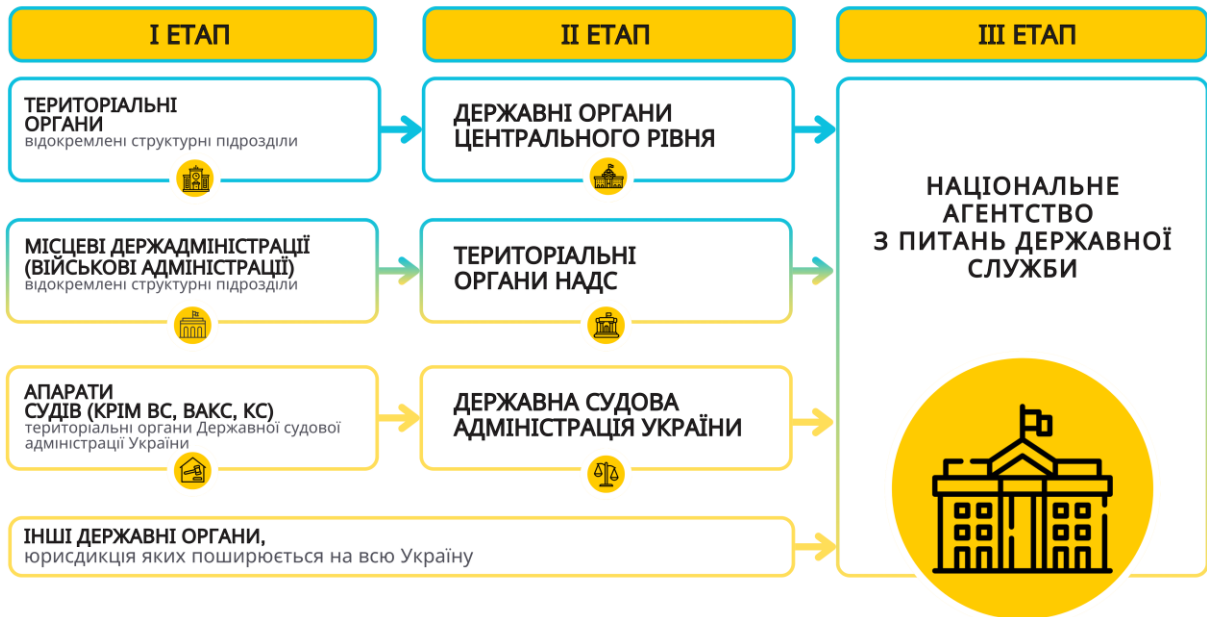 I ЕТАП
II ЕТАП
III ЕТАП
ТЕРИТОРІАЛЬНІ
ОРГАНИ
відокремлені структурні підрозділи
ДЕРЖАВНІ ОРГАНИ
ЦЕНТРАЛЬНОГО РІВНЯ
МІСЦЕВІ ДЕРЖАДМІНІСТРАЦІЇ
(ВІЙСЬКОВІ АДМІНІСТРАЦІЇ)
відокремлені структурні підрозділи
ТЕРИТОРІАЛЬНІ
ОРГАНИ НАДС
АПАРАТИ
СУДІВ (КРІМ ВС, ВАКС, КС)
територіальні органи Державної судової
адміністрації України
ДЕРЖАВНА СУДОВА
АДМІНІСТРАЦІЯ УКРАЇНИ
ІНШІ ДЕРЖАВНІ ОРГАНИ,
юрисдикція яких поширюється на всю Україну
НАЦІОНАЛЬНЕ
АГЕНТСТВО
З ПИТАНЬ ДЕРЖАВНОЇ
СЛУЖБИ